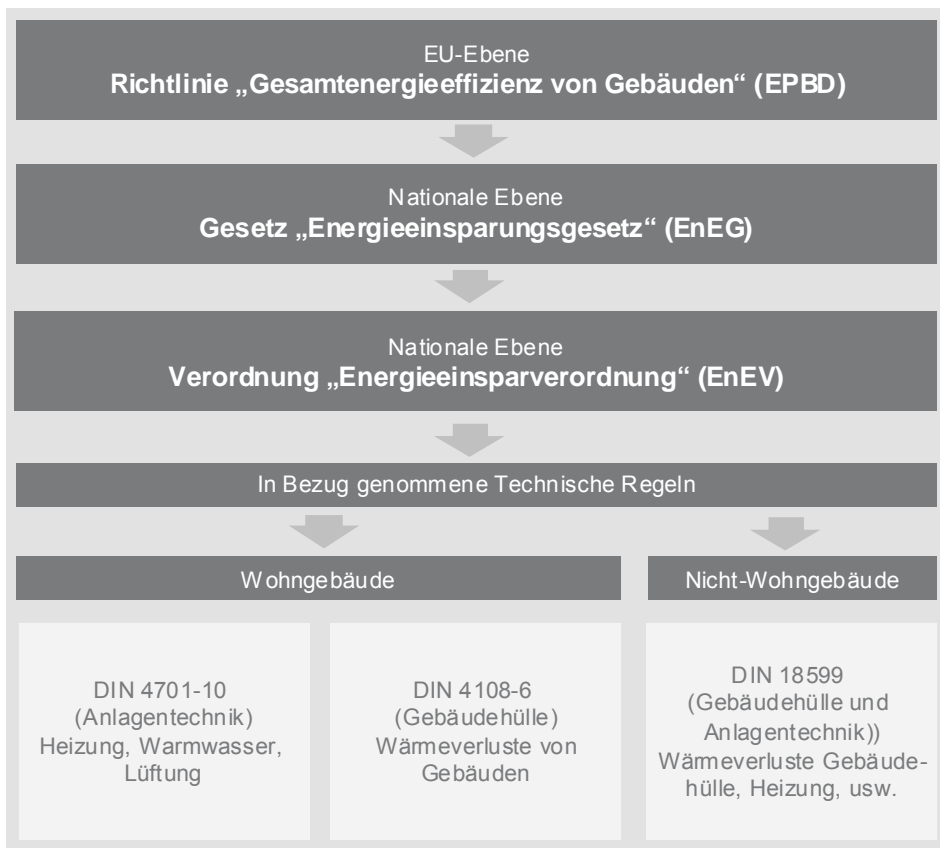 EU-Ebene
Richtlinie „Gesamtenergieeffizienz von Gebäuden“ (EPBD)
Nationale Ebene
Gesetz „Energieeinsparungsgesetz“ (EnEG)
Nationale Ebene
Verordnung „Energieeinsparverordnung“ (EnEV)
In Bezug genommene Technische Regeln
Wohngebäude
Nicht-Wohngebäude
DIN 4701-10
(Anlagentechnik)
Heizung, Warmwasser,
Lüftung
DIN 4108-6
(Gebäudehülle)
Wärmeverluste von
Gebäuden
DIN 18599
(Gebäudehülle und
Anlagentechnik))
Wärmeverluste Gebäude-
hülle, Heizung, usw.